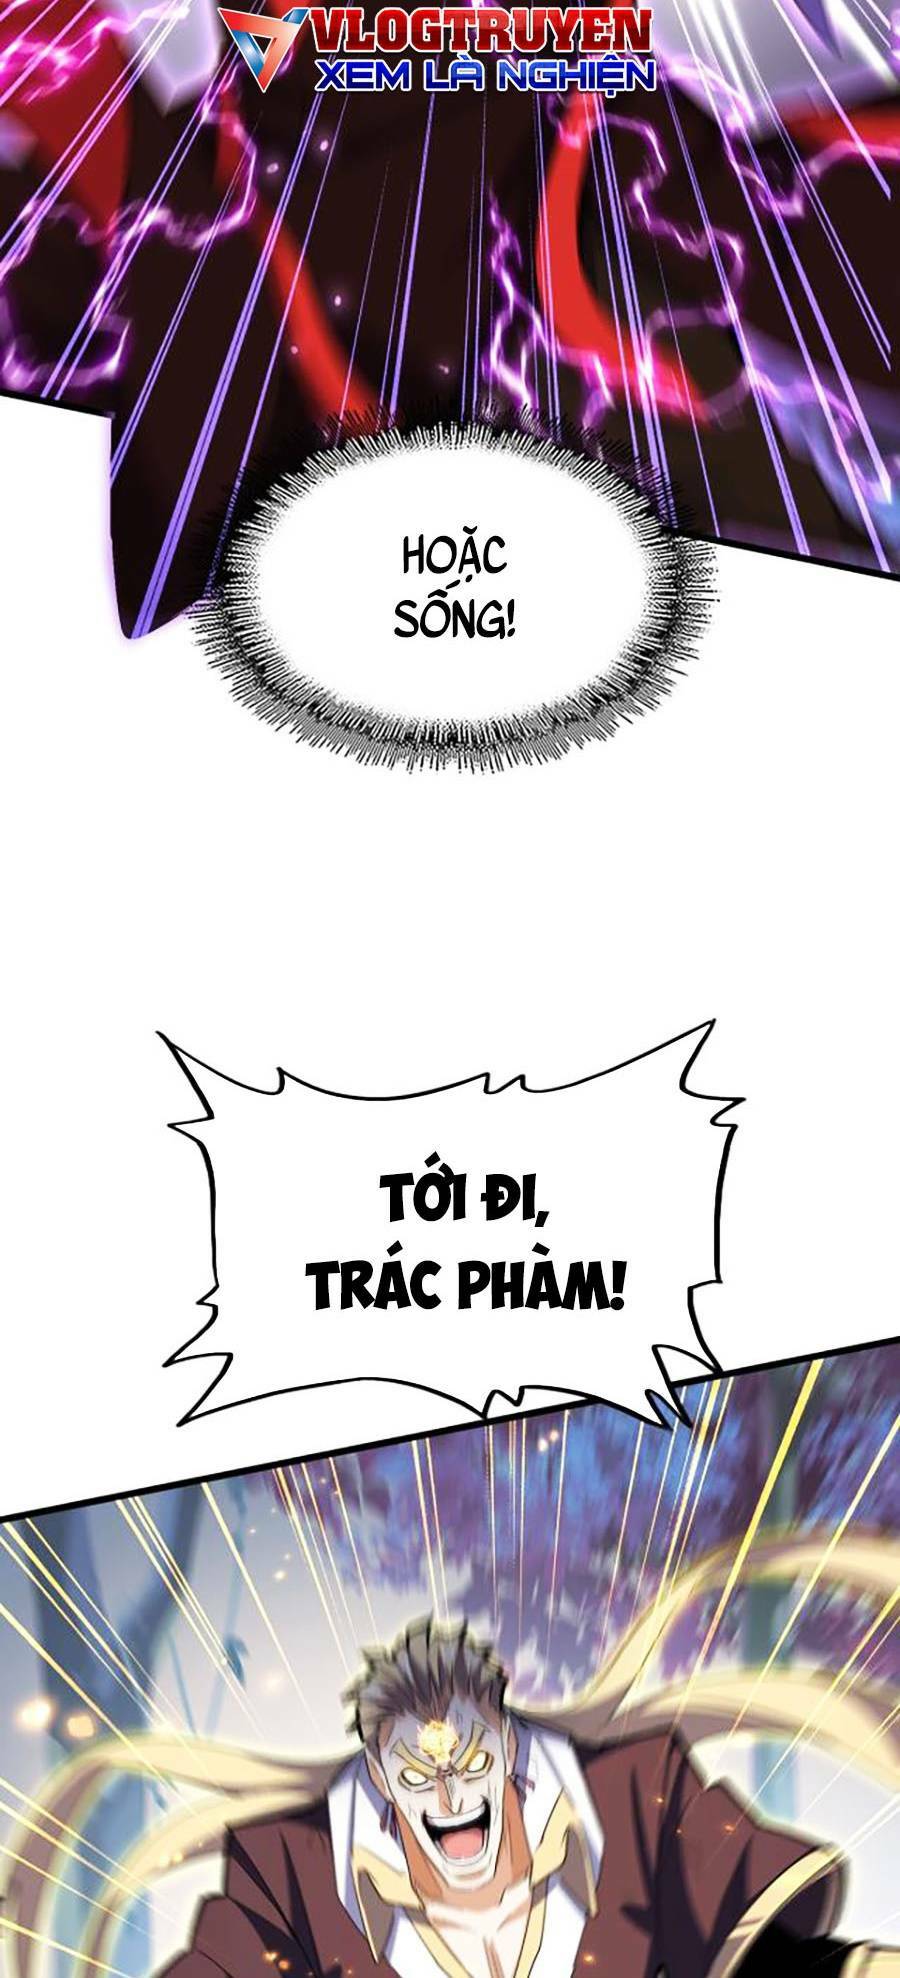 VLOGTRUYEN
XEM LÀ NGHIỆN
HOẶC
SỐNG!
TỚI ĐI,
TRÁC PHÀM!